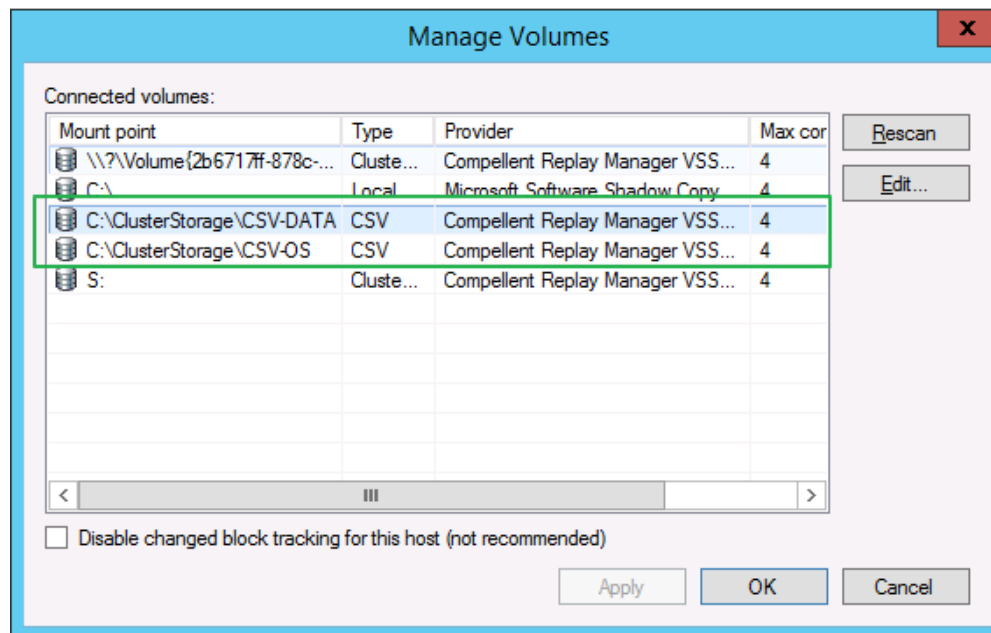 Manage Volumes
x
Connected volumes:
Mount point Type Provider Max cor
\\?\Volume{2b6717ff-878c-... Cluste... Compellent Replay Manager VSS... 4
C:\ Local Microsoft Software Shadow Copy 4
C:\ClusterStorage\CSV-DATA CSV Compellent Replay Manager VSS... 4
C:\ClusterStorage\CSV-OS CSV Compellent Replay Manager VSS... 4
S: Cluste... Compellent Replay Manager VSS... 4
Rescan
Edit...
Disable changed block tracking for this host (not recommended)
Apply OK Cancel